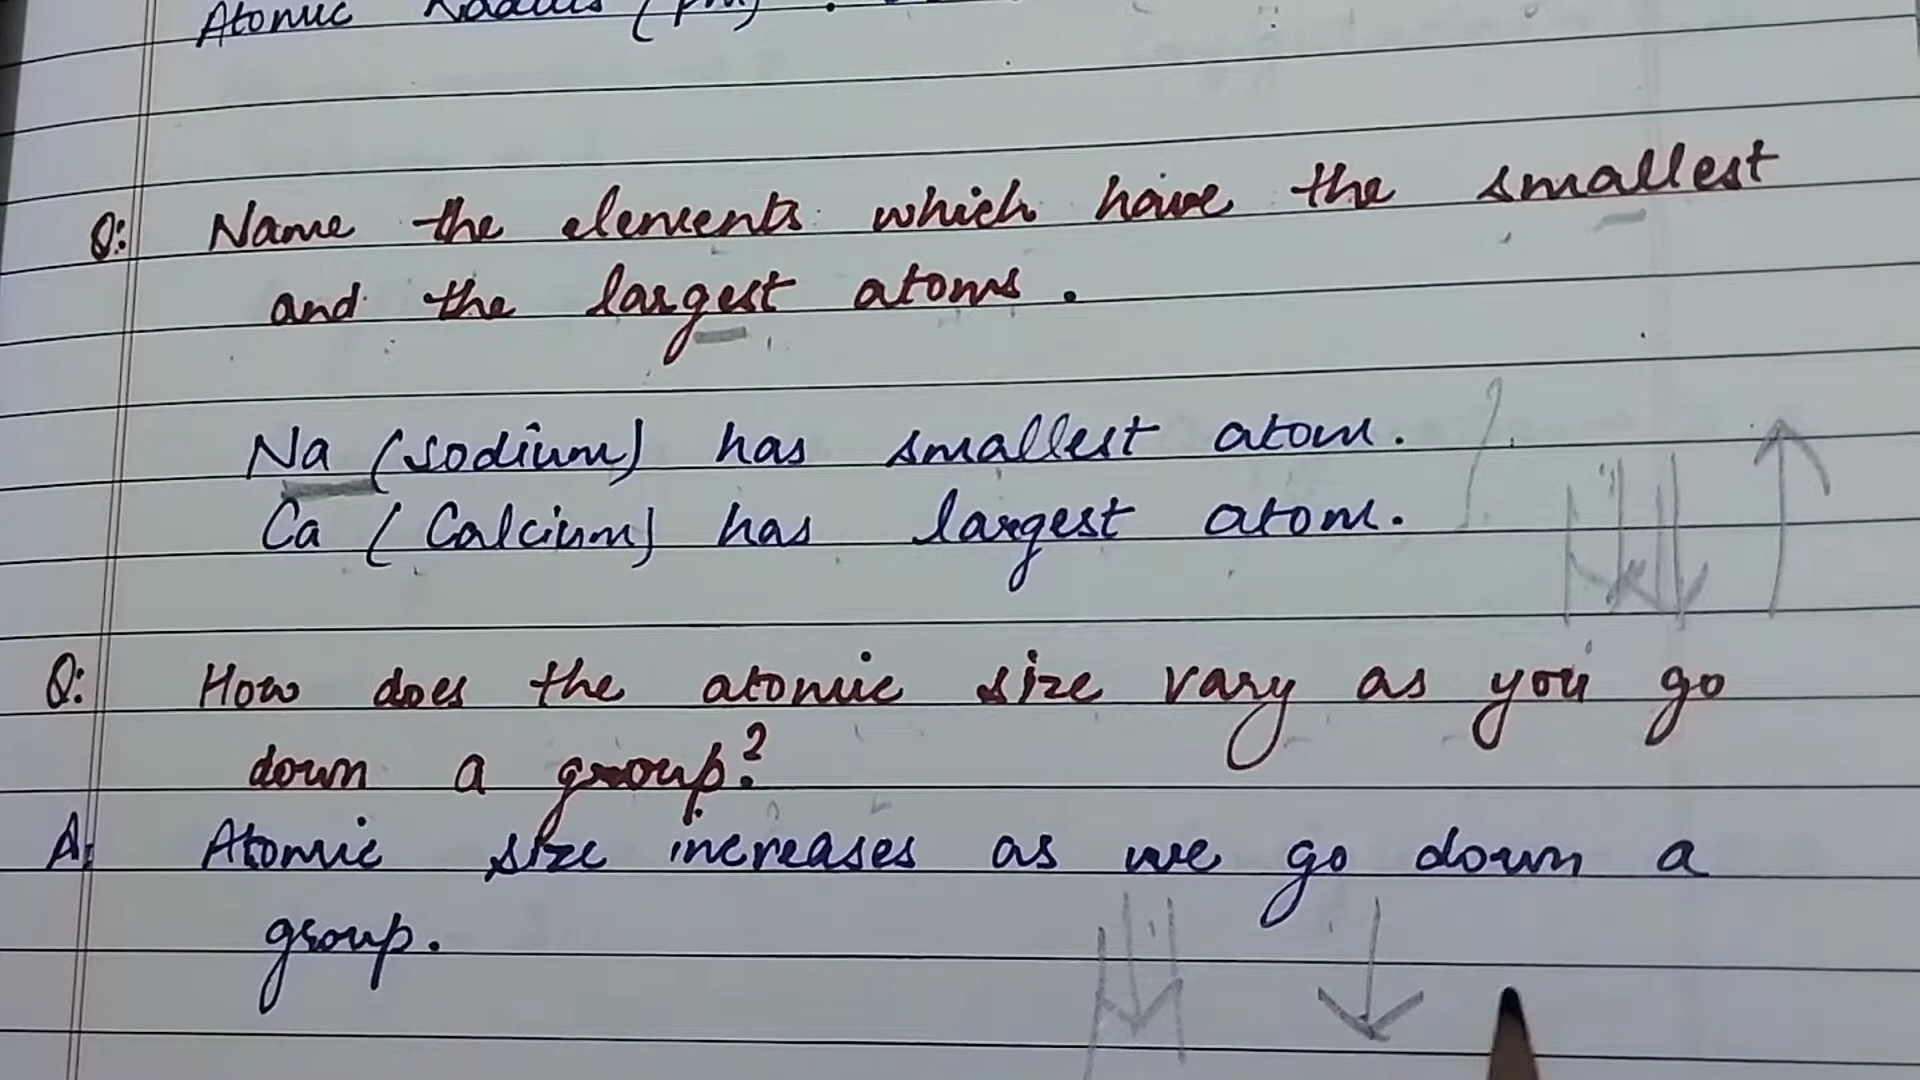 Atomic Radius (pm) :
Q: Name the elements which have the smallest
and the largest atoms.
Na (sodium) has smallest atom.
Ca (Calcium) has largest atom.
Q: How does the atomic size vary as you go
down a group?
A: Atomic size increases as we go down a
group.